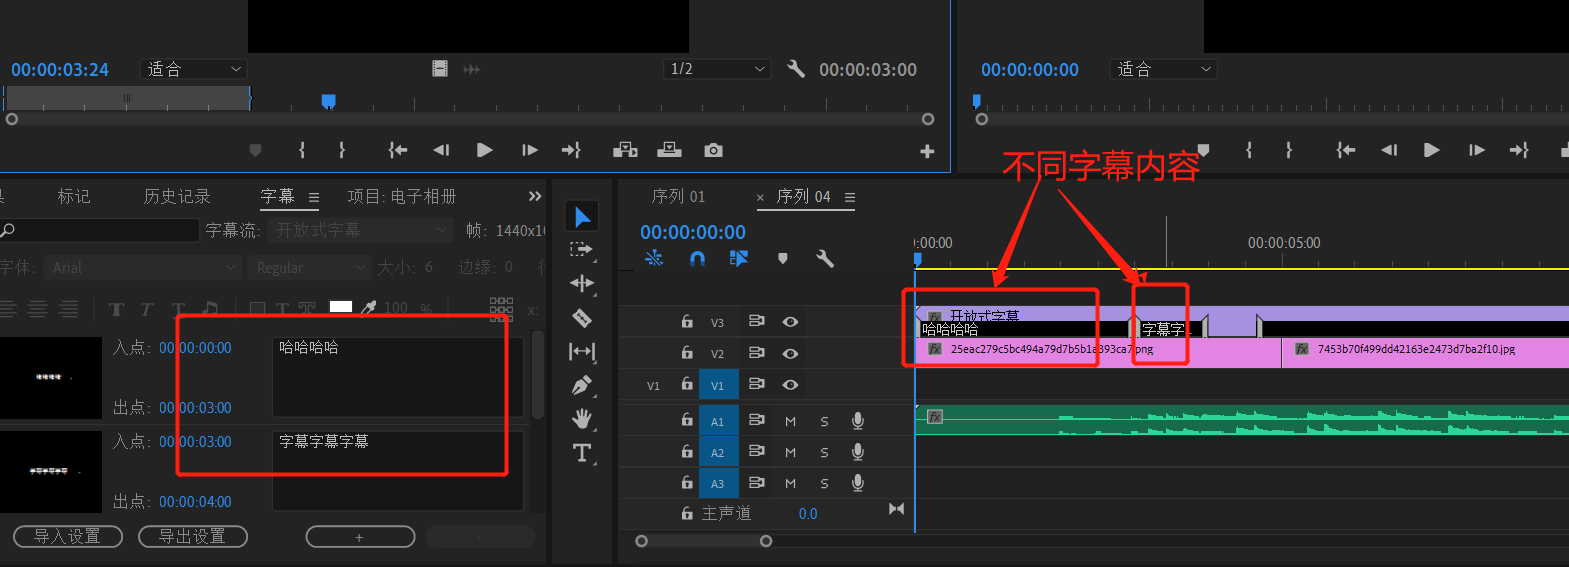 00:00:03:24 适合 1/2 00:00:03:00
00:00:00:00 适合
不同字幕内容
标记 历史记录 字幕 项目: 电子相册
字幕流: 开放式字幕 帧: 1440x1
字体: Arial Regular 大小: 6 边缘: 0
100 % x:
入点: 00:00:00:00 哈哈哈哈
出点: 00:00:03:00
入点: 00:00:03:00 字幕字幕字幕
出点: 00:00:04:00
导入设置 导出设置 + -
序列 01 × 序列 04
00:00:00:00
:00:00 00:00:05:00
V3 fx 开放式字幕
哈哈哈哈 字幕字
V2 fx 25eac279c5bc494a79d7b5b1a393ca7.png fx 7453b70f499dd42163e2473d7ba2f10.jpg
V1 V1
A1 M S fx
A2 M S
A3 M S
主声道 0.0